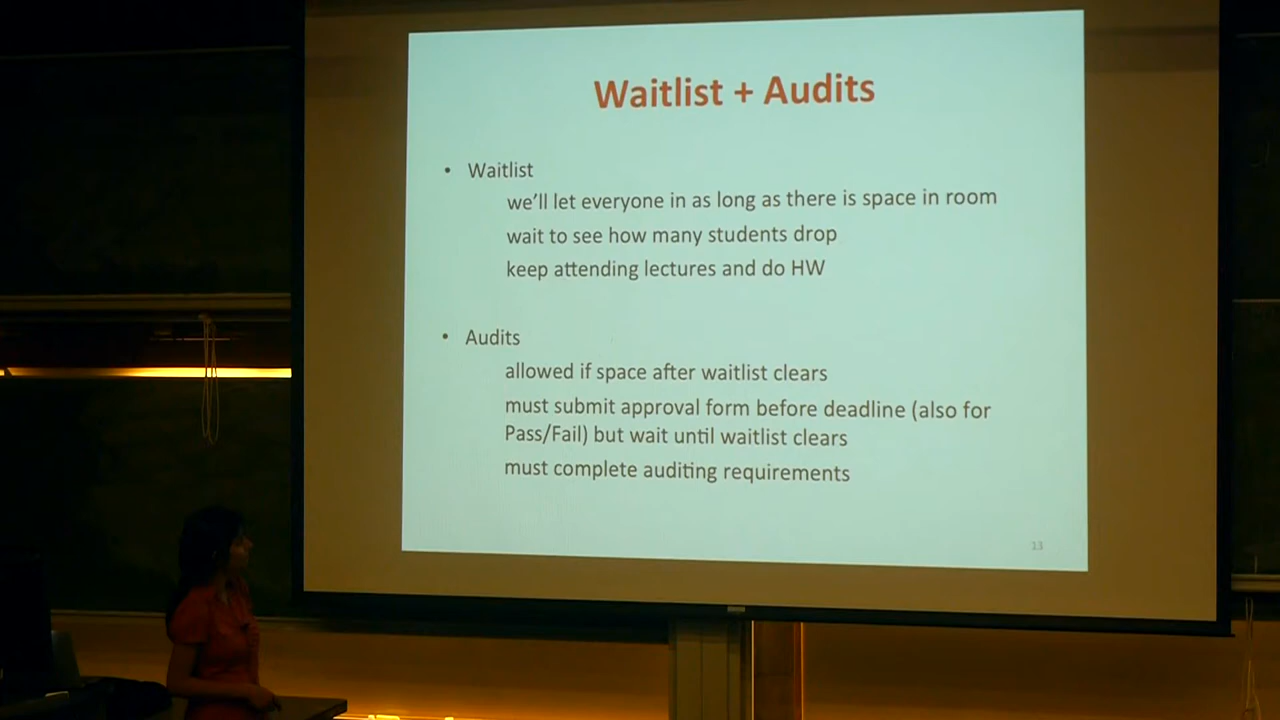 Waitlist + Audits
• Waitlist
we’ll let everyone in as long as there is space in room
wait to see how many students drop
keep attending lectures and do HW
• Audits
allowed if space after waitlist clears
must submit approval form before deadline (also for
Pass/Fail) but wait until waitlist clears
must complete auditing requirements
13